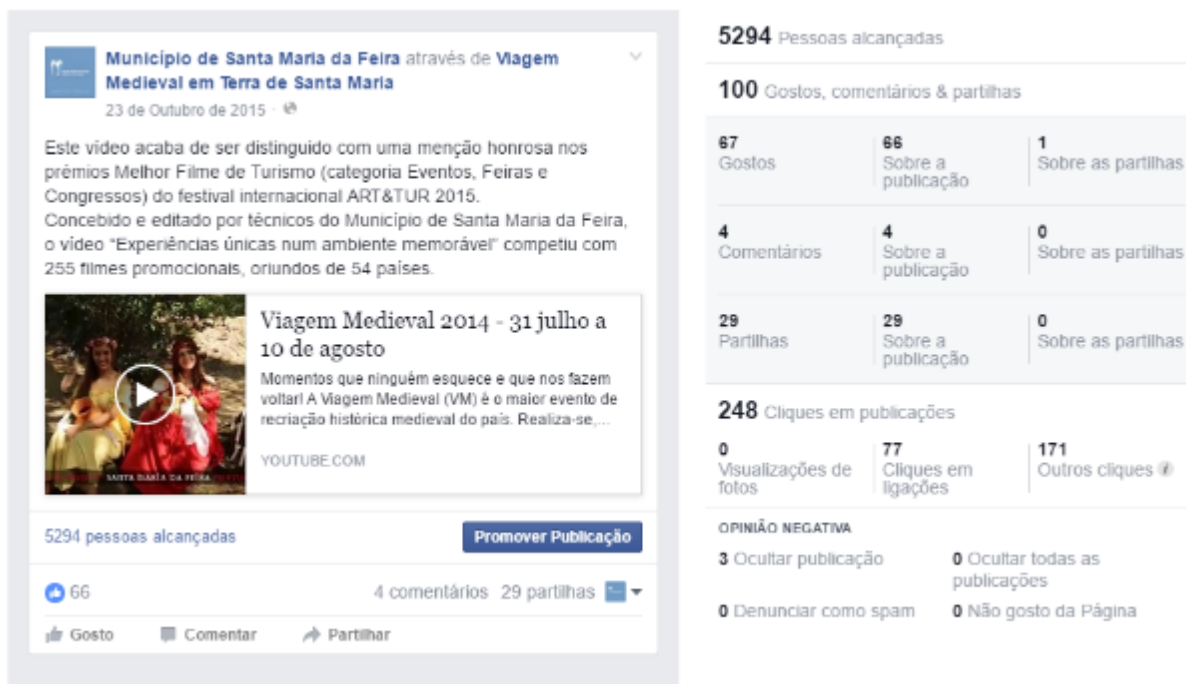 Município de Santa Maria da Feira através de Viagem
Medieval em Terra de Santa Maria
23 de Outubro de 2015 ·
Este vídeo acaba de ser distinguido com uma menção honrosa nos
prémios Melhor Filme de Turismo (categoria Eventos, Feiras e
Congressos) do festival internacional ART&TUR 2015.
Concebido e editado por técnicos do Município de Santa Maria da Feira,
o vídeo "Experiências únicas num ambiente memorável" competiu com
255 filmes promocionais, oriundos de 54 países.
SANTA MARIA DA FEIRA
Viagem Medieval 2014 - 31 julho a
10 de agosto
Momentos que ninguém esquece e que nos fazem
voltar! A Viagem Medieval (VM) é o maior evento de
recriação histórica medieval do país. Realiza-se,...
YOUTUBE.COM
5294 pessoas alcançadas
Promover Publicação
66
4 comentários 29 partilhas
Gosto Comentar Partilhar
5294 Pessoas alcançadas
100 Gostos, comentários & partilhas
67
Gostos
66
Sobre a
publicação
1
Sobre as partilhas
4
Comentários
4
Sobre a
publicação
0
Sobre as partilhas
29
Partilhas
29
Sobre a
publicação
0
Sobre as partilhas
248 Cliques em publicações
0
Visualizações de
fotos
77
Cliques em
ligações
171
Outros cliques i
OPINIÃO NEGATIVA
3 Ocultar publicação
0 Ocultar todas as
publicações
0 Denunciar como spam
0 Não gosto da Página